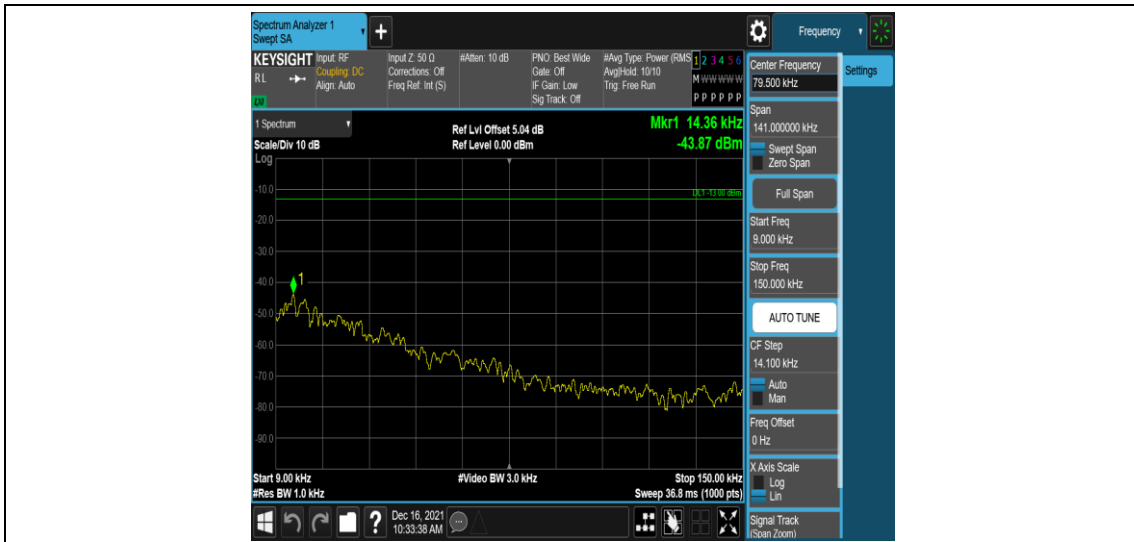 Spectrum Analyzer 1
Swept SA
Frequency
KEYSIGHT
RL
LXI
Input: RF
Coupling: DC
Align: Auto
Input Z: 50 Ω
Corrections: Off
Freq Ref: Int (S)
#Atten: 10 dB
PNO: Best Wide
Gate: Off
IF Gain: Low
Sig Track: Off
#Avg Type: Power (RMS
Avg|Hold: 10/10
Trig: Free Run
1 2 3 4 5 6
M W W W W W
P P P P P P
Center Frequency
79.500 kHz
Settings
Span
141.000000 kHz
Swept Span
Zero Span
Full Span
Start Freq
9.000 kHz
Stop Freq
150.000 kHz
AUTO TUNE
CF Step
14.100 kHz
Auto
Man
Freq Offset
0 Hz
X Axis Scale
Log
Lin
Signal Track
(Span Zoom)
1 Spectrum
Scale/Div 10 dB
Log
Ref Lvl Offset 5.04 dB
Ref Level 0.00 dBm
Mkr1 14.36 kHz
-43.87 dBm
DL1 -13.00 dBm
-10.0
-20.0
-30.0
-40.0
1
-50.0
-60.0
-70.0
-80.0
-90.0
Start 9.00 kHz
#Res BW 1.0 kHz
#Video BW 3.0 kHz
Stop 150.00 kHz
Sweep 36.8 ms (1000 pts)
Dec 16, 2021
10:33:38 AM